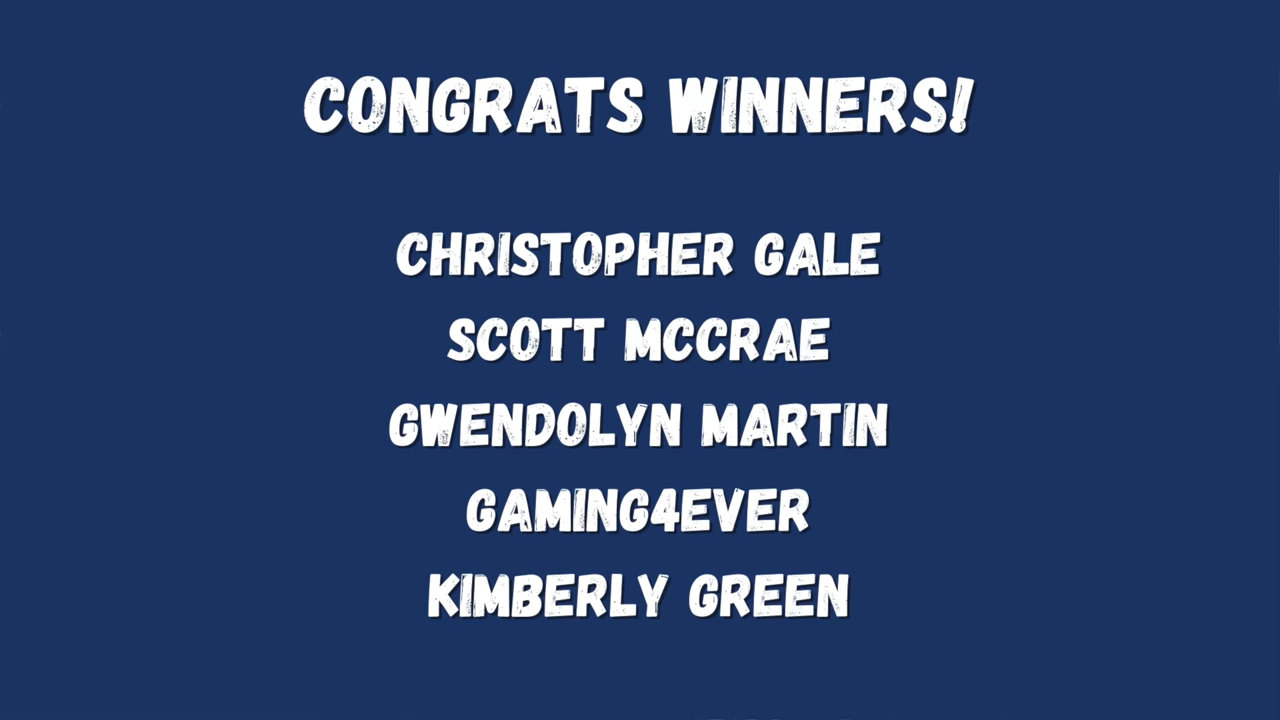 CONGRATS WINNERS!
CHRISTOPHER GALE
SCOTT MCCRAE
GWENDOLYN MARTIN
GAMING4EVER
KIMBERLY GREEN